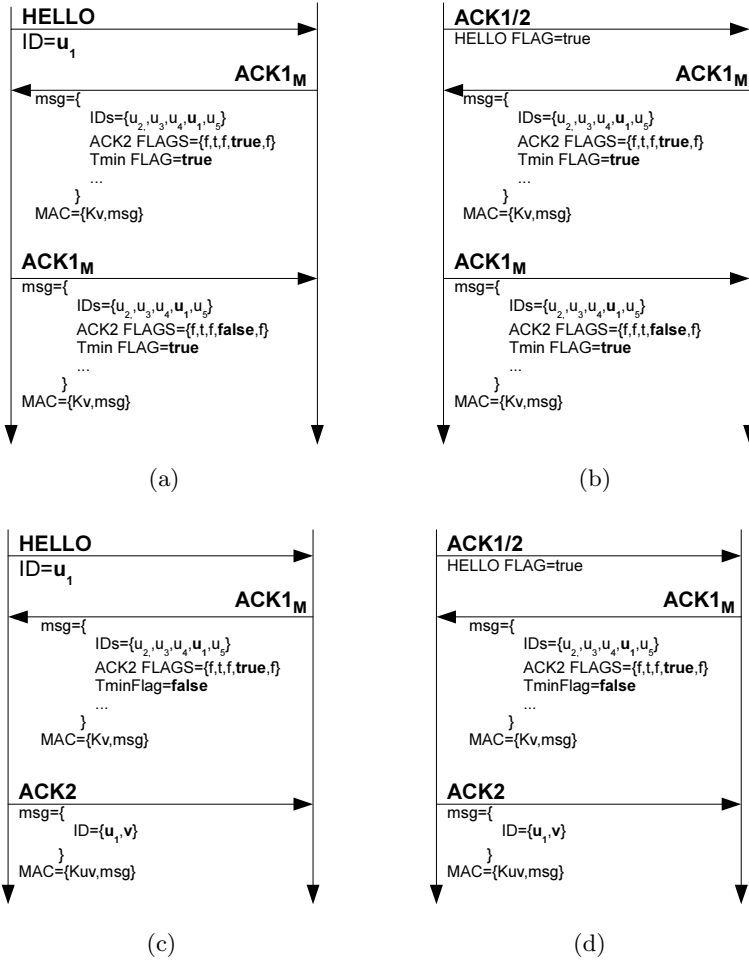 HELLO
ID=u1
ACK1M
msg={
IDs={u2,,u3,u4,u1,u5}
ACK2 FLAGS={f,t,f,true,f}
Tmin FLAG=true
...
}
MAC={Kv,msg}
ACK1M
msg={
IDs={u2,,u3,u4,u1,u5}
ACK2 FLAGS={f,t,f,false,f}
Tmin FLAG=true
...
}
MAC={Kv,msg}
(a)
ACK1/2
HELLO FLAG=true
ACK1M
msg={
IDs={u2,,u3,u4,u1,u5}
ACK2 FLAGS={f,t,f,true,f}
Tmin FLAG=true
...
}
MAC={Kv,msg}
ACK1M
msg={
IDs={u2,,u3,u4,u1,u5}
ACK2 FLAGS={f,f,t,false,f}
Tmin FLAG=true
...
}
MAC={Kv,msg}
(b)
HELLO
ID=u1
ACK1M
msg={
IDs={u2,,u3,u4,u1,u5}
ACK2 FLAGS={f,t,f,true,f}
TminFlag=false
...
}
MAC={Kv,msg}
ACK2
msg={
ID={u1,v}
}
MAC={Kuv,msg}
(c)
ACK1/2
HELLO FLAG=true
ACK1M
msg={
IDs={u2,,u3,u4,u1,u5}
ACK2 FLAGS={f,t,f,true,f}
TminFlag=false
...
}
MAC={Kv,msg}
ACK2
msg={
ID={u1,v}
}
MAC={Kuv,msg}
(d)